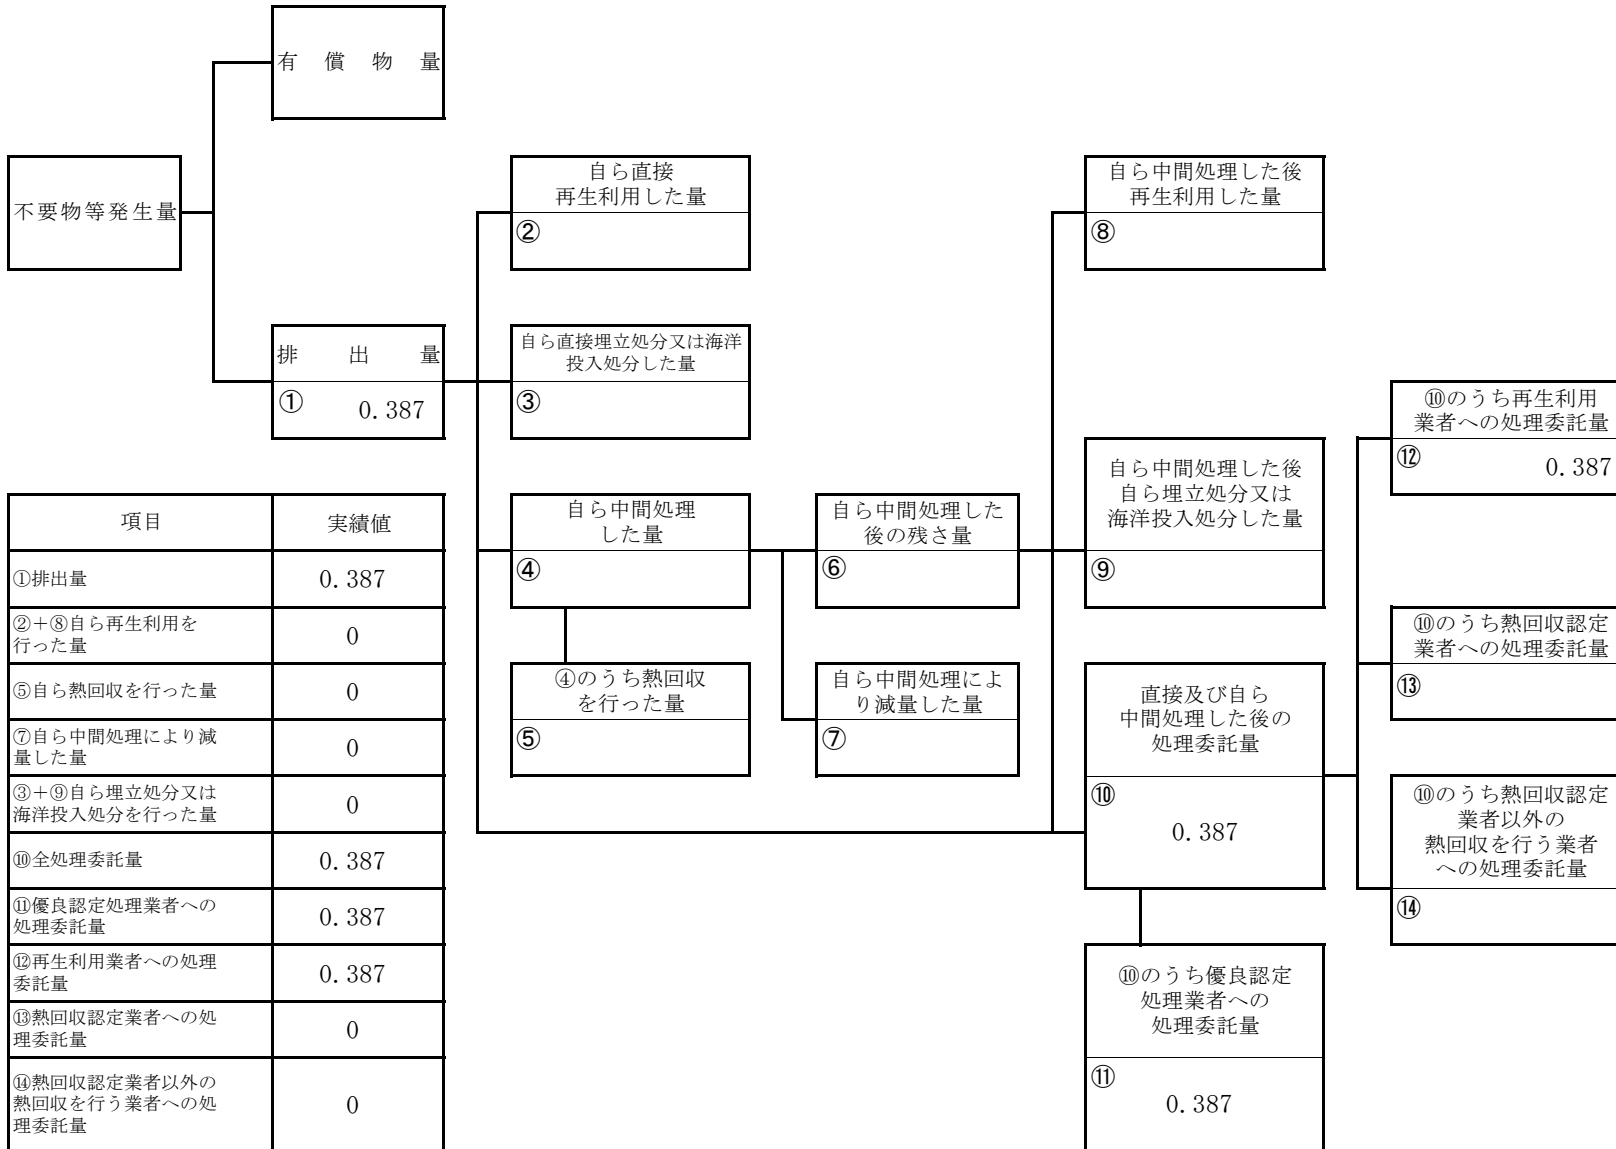 有償物量
不要物等発生量
排出量
① 0.387
自ら直接
再生利用した量
②
自ら直接埋立処分又は海洋
投入処分した量
③
自ら中間処理
した量
④
④のうち熱回収
を行った量
⑤
自ら中間処理した
後の残さ量
⑥
自ら中間処理によ
り減量した量
⑦
自ら中間処理した後
再生利用した量
⑧
自ら中間処理した後
自ら埋立処分又は
海洋投入処分した量
⑨
直接及び自ら
中間処理した後の
処理委託量
⑩
0.387
⑩のうち優良認定
処理業者への
処理委託量
⑪
0.387
⑩のうち再生利用
業者への処理委託量
⑫ 0.387
⑩のうち熱回収認定
業者への処理委託量
⑬
⑩のうち熱回収認定
業者以外の
熱回収を行う業者
への処理委託量
⑭
項目 実績値
①排出量 0.387
②＋⑧自ら再生利用を
行った量 0
⑤自ら熱回収を行った量 0
⑦自ら中間処理により減
量した量 0
③＋⑨自ら埋立処分又は
海洋投入処分を行った量 0
⑩全処理委託量 0.387
⑪優良認定処理業者への
処理委託量 0.387
⑫再生利用業者への処理
委託量 0.387
⑬熱回収認定業者への処
理委託量 0
⑭熱回収認定業者以外の
熱回収を行う業者への処
理委託量 0